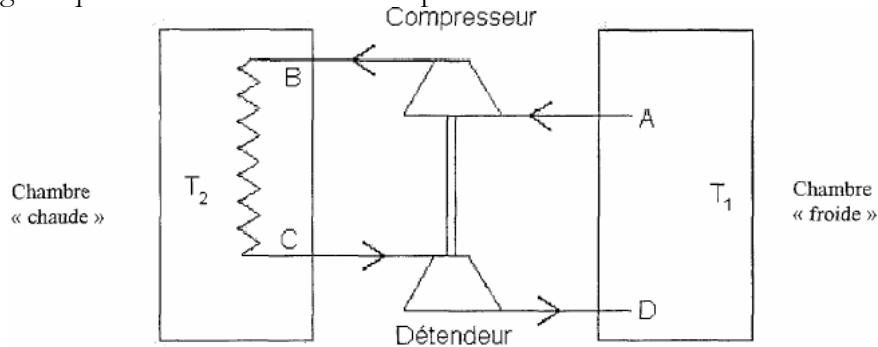 Compresseur
B
A
Chambre
« chaude »
T2
T1
Chambre
« froide »
C
D
Détendeur